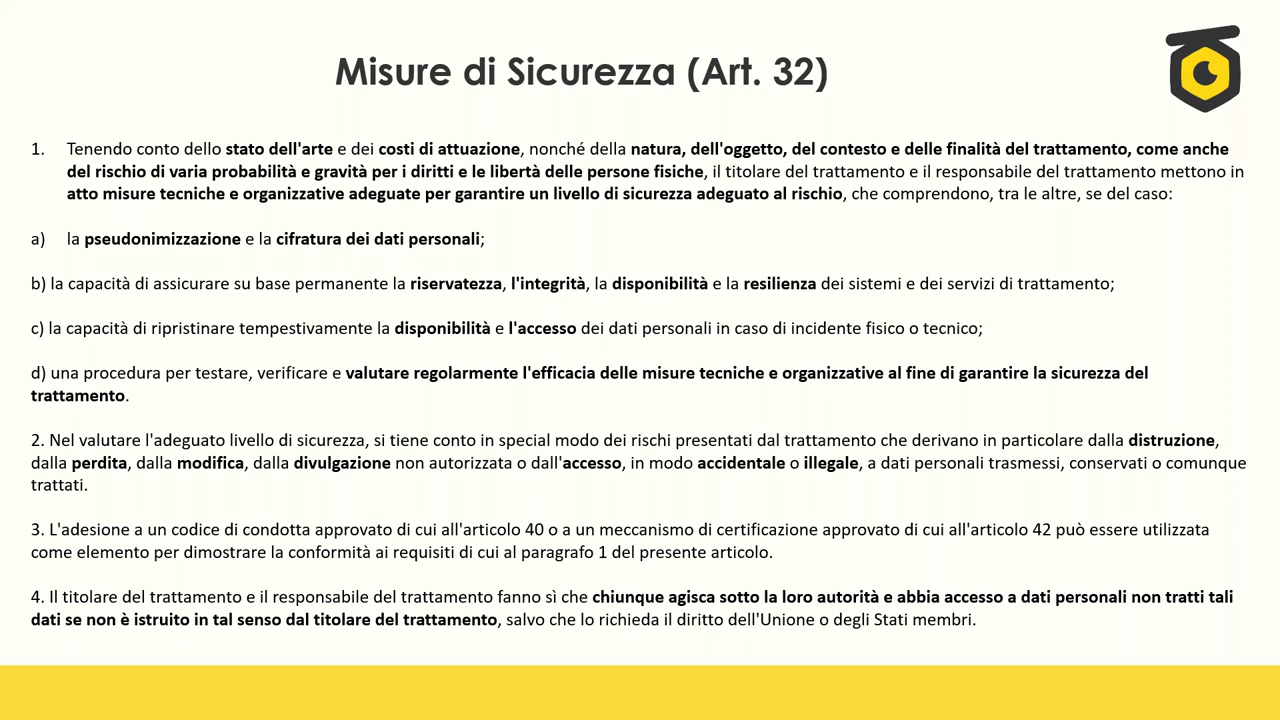 Misure di Sicurezza (Art. 32)
1. Tenendo conto dello stato dell'arte e dei costi di attuazione, nonché della natura, dell'oggetto, del contesto e delle finalità del trattamento, come anche
del rischio di varia probabilità e gravità per i diritti e le libertà delle persone fisiche, il titolare del trattamento e il responsabile del trattamento mettono in
atto misure tecniche e organizzative adeguate per garantire un livello di sicurezza adeguato al rischio, che comprendono, tra le altre, se del caso:
a) la pseudonimizzazione e la cifratura dei dati personali;
b) la capacità di assicurare su base permanente la riservatezza, l'integrità, la disponibilità e la resilienza dei sistemi e dei servizi di trattamento;
c) la capacità di ripristinare tempestivamente la disponibilità e l'accesso dei dati personali in caso di incidente fisico o tecnico;
d) una procedura per testare, verificare e valutare regolarmente l'efficacia delle misure tecniche e organizzative al fine di garantire la sicurezza del
trattamento.
2. Nel valutare l'adeguato livello di sicurezza, si tiene conto in special modo dei rischi presentati dal trattamento che derivano in particolare dalla distruzione,
dalla perdita, dalla modifica, dalla divulgazione non autorizzata o dall'accesso, in modo accidentale o illegale, a dati personali trasmessi, conservati o comunque
trattati.
3. L'adesione a un codice di condotta approvato di cui all'articolo 40 o a un meccanismo di certificazione approvato di cui all'articolo 42 può essere utilizzata
come elemento per dimostrare la conformità ai requisiti di cui al paragrafo 1 del presente articolo.
4. Il titolare del trattamento e il responsabile del trattamento fanno sì che chiunque agisca sotto la loro autorità e abbia accesso a dati personali non tratti tali
dati se non è istruito in tal senso dal titolare del trattamento, salvo che lo richieda il diritto dell'Unione o degli Stati membri.